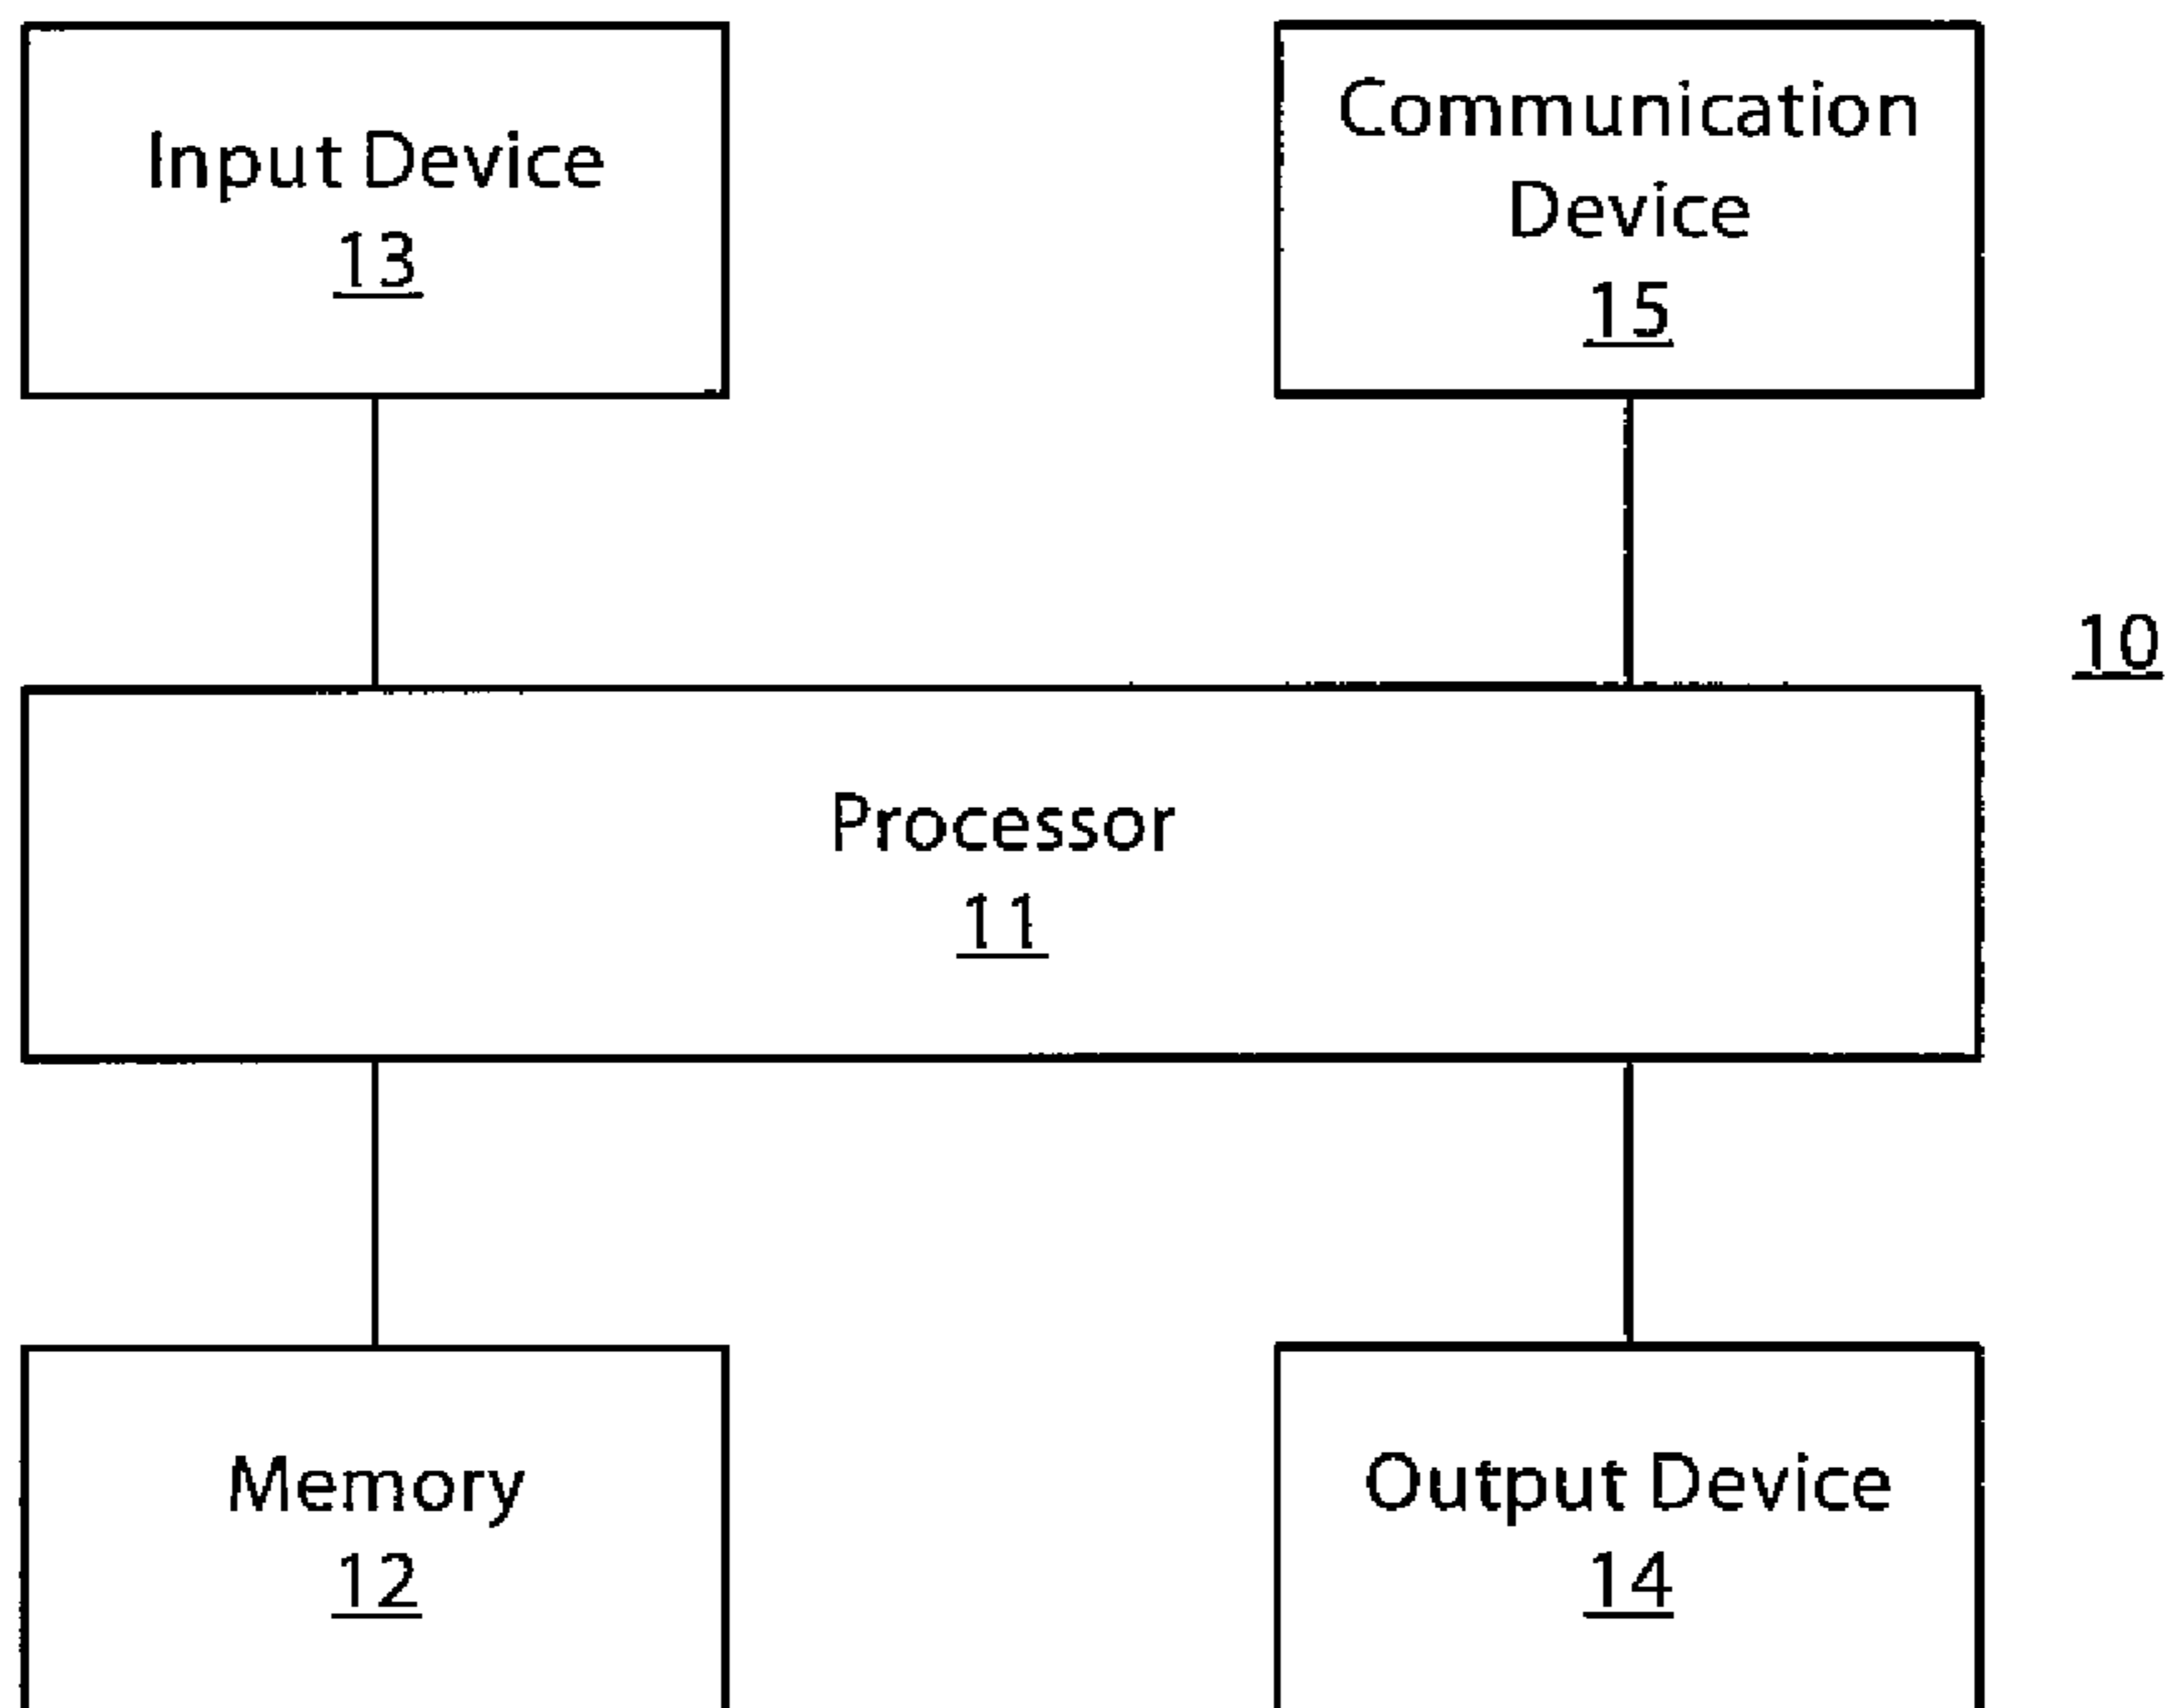 Input Device
13
Communication
Device
15
10
Processor
11
Memory
12
Output Device
14